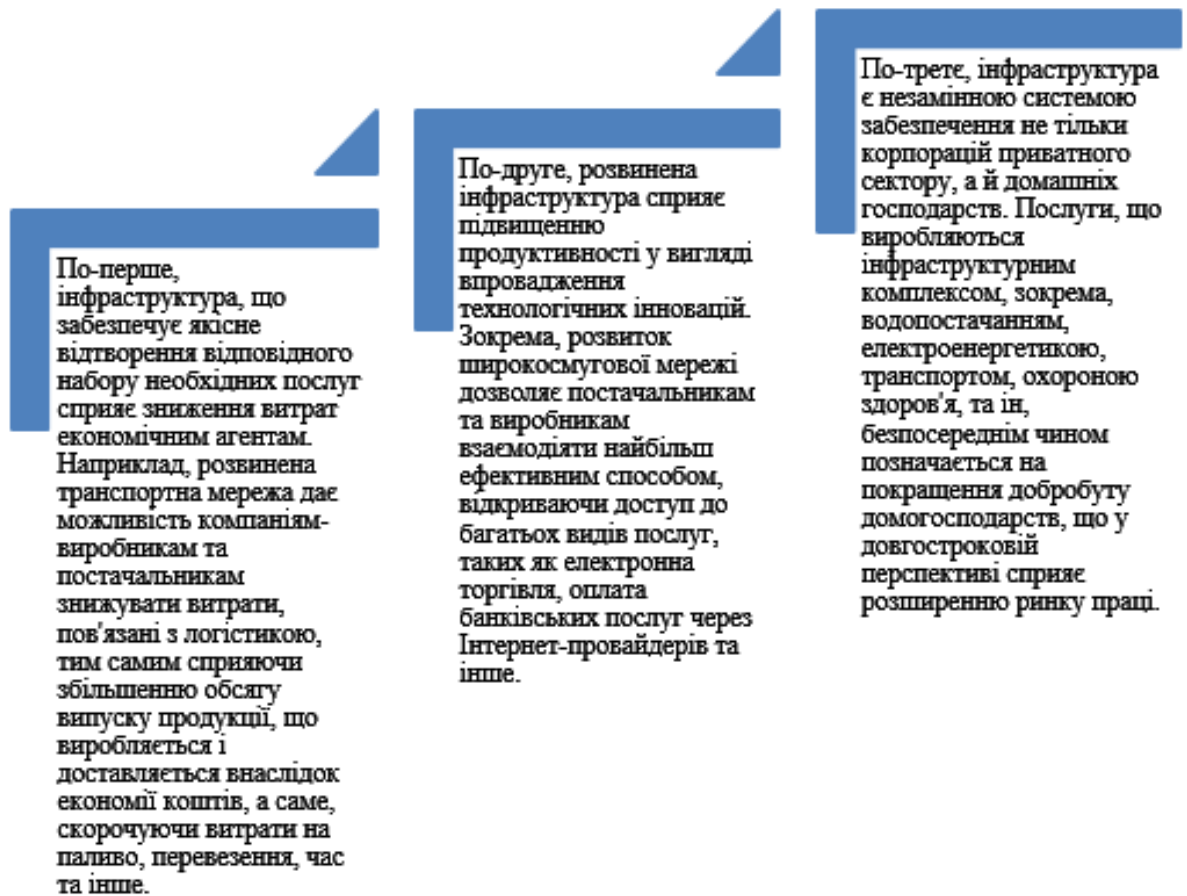 По-перше,
інфраструктура, що
забезпечує якісне
відтворення відповідного
набору необхідних послуг
сприяє зниження витрат
економічним агентам.
Наприклад, розвинена
транспортна мережа дає
можливість компаніям-
виробникам та
постачальникам
знижувати витрати,
пов'язані з логістикою,
тим самим сприяючи
збільшенню обсягу
випуску продукції, що
виробляється і
доставляється внаслідок
економії коштів, а саме,
скорочуючи витрати на
паливо, перевезення, час
та інше.
По-друге, розвинена
інфраструктура сприяє
підвищенню
продуктивності у вигляді
впровадження
технологічних інновацій.
Зокрема, розвиток
широкосмугової мережі
дозволяє постачальникам
та виробникам
взаємодіяти найбільш
ефективним способом,
відкриваючи доступ до
багатьох видів послуг,
таких як електронна
торгівля, оплата
банківських послуг через
Інтернет-провайдерів та
інше.
По-третє, інфраструктура
є незамінною системою
забезпечення не тільки
корпорацій приватного
сектору, а й домашніх
господарств. Послуги, що
виробляються
інфраструктурним
комплексом, зокрема,
водопостачанням,
електроенергетикою,
транспортом, охороною
здоров'я, та ін,
безпосереднім чином
позначається на
покращення добробуту
домогосподарств, що у
довгостроковій
перспективі сприяє
розширенню ринку праці.